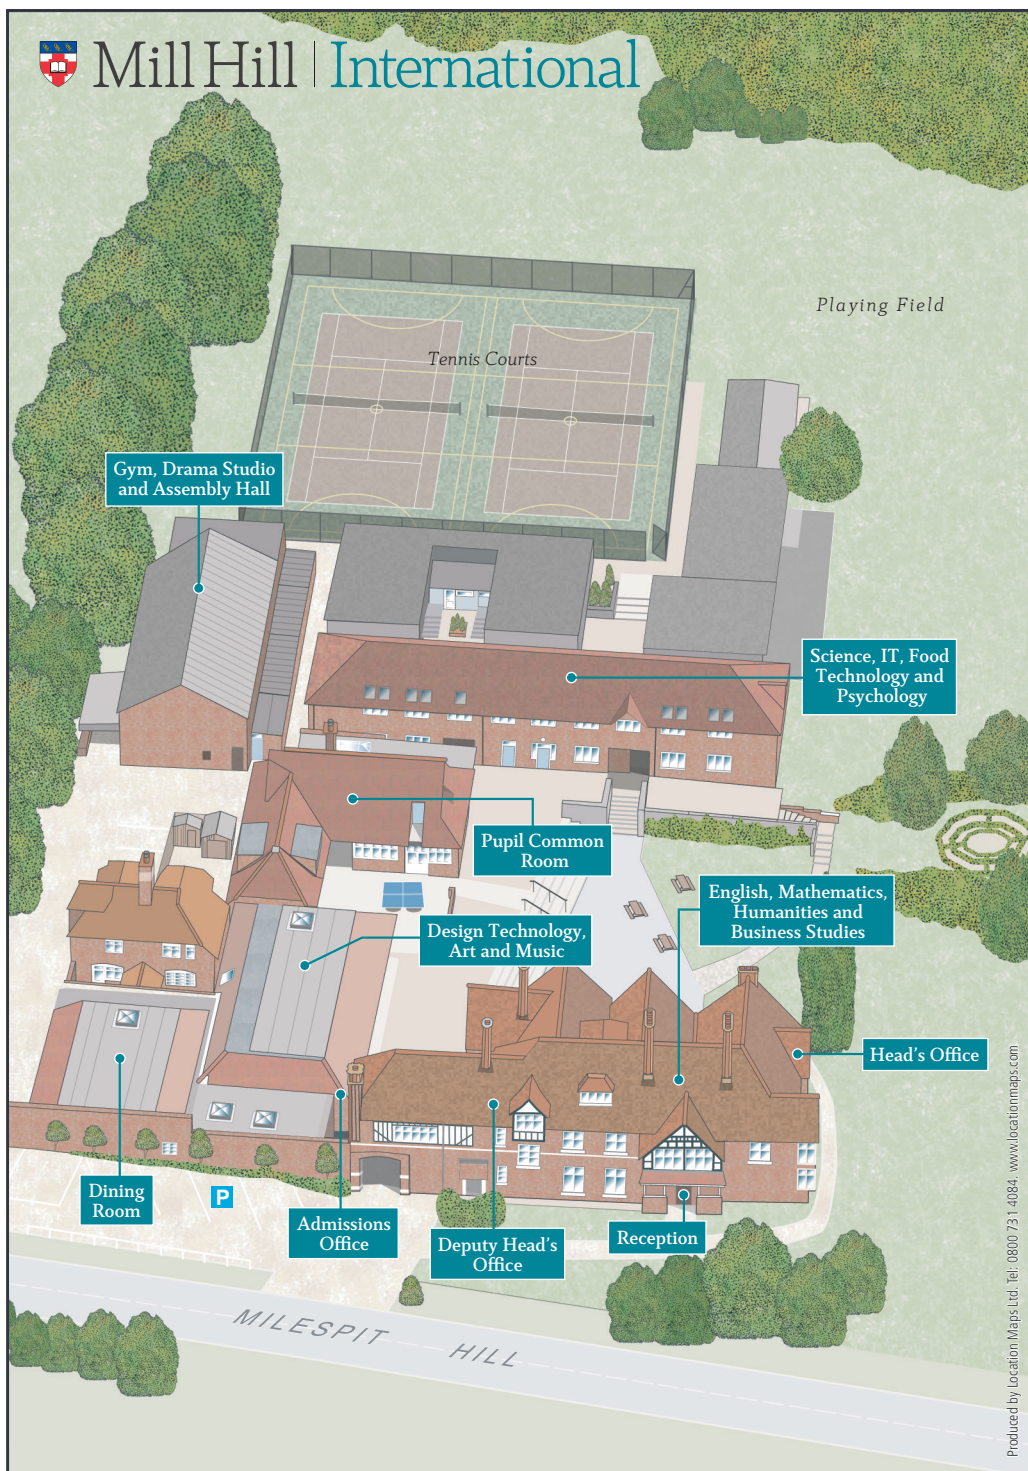 Mill Hill | International
Playing Field
Tennis Courts
Gym, Drama Studio
and Assembly Hall
Science, IT, Food
Technology and
Psychology
Pupil Common
Room
English, Mathematics,
Humanities and
Business Studies
Design Technology,
Art and Music
Head's Office
Dining
Room
P
Admissions
Office
Deputy Head's
Office
Reception
MILESPIT HILL
Produced by Location Maps Ltd. Tel: 0800 731 4084. www.locationmaps.com